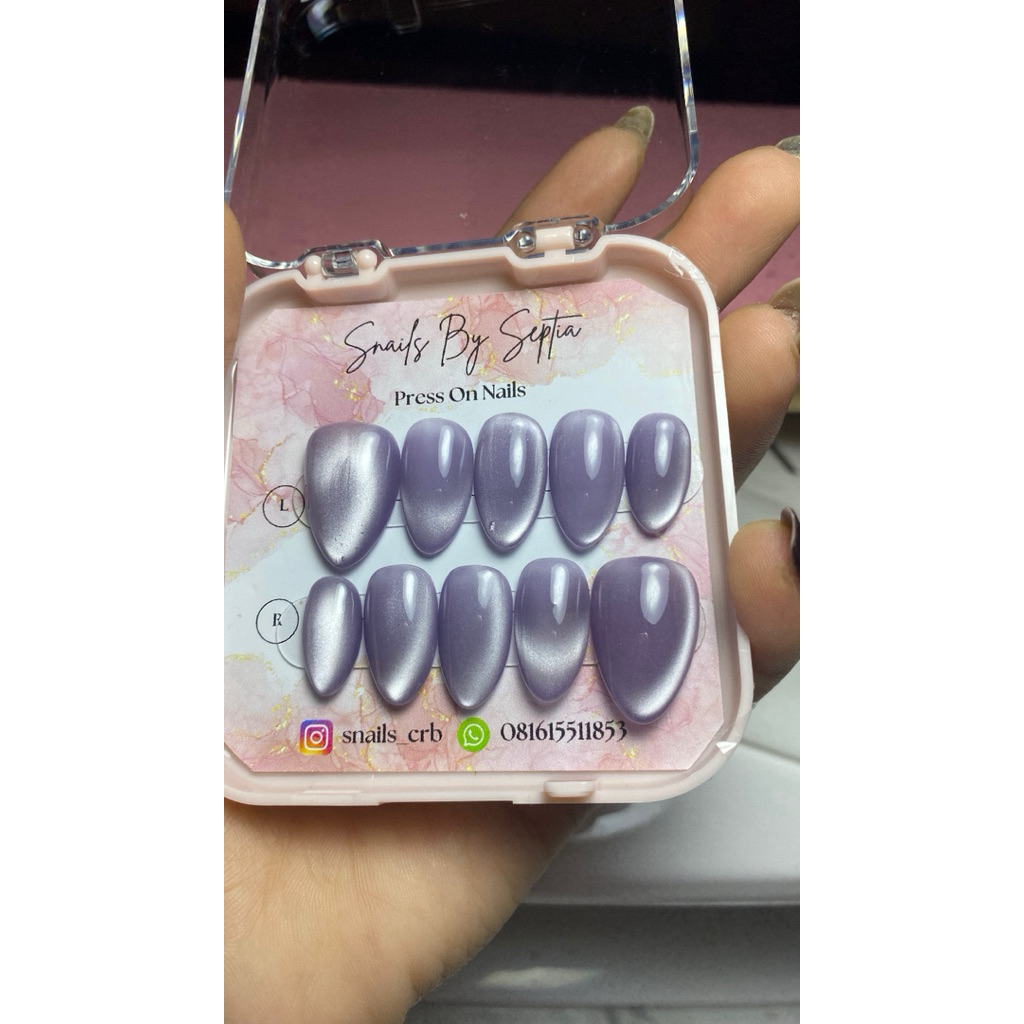 Snails By Septia
Press On Nails
L
R
snails_crb 081615511853